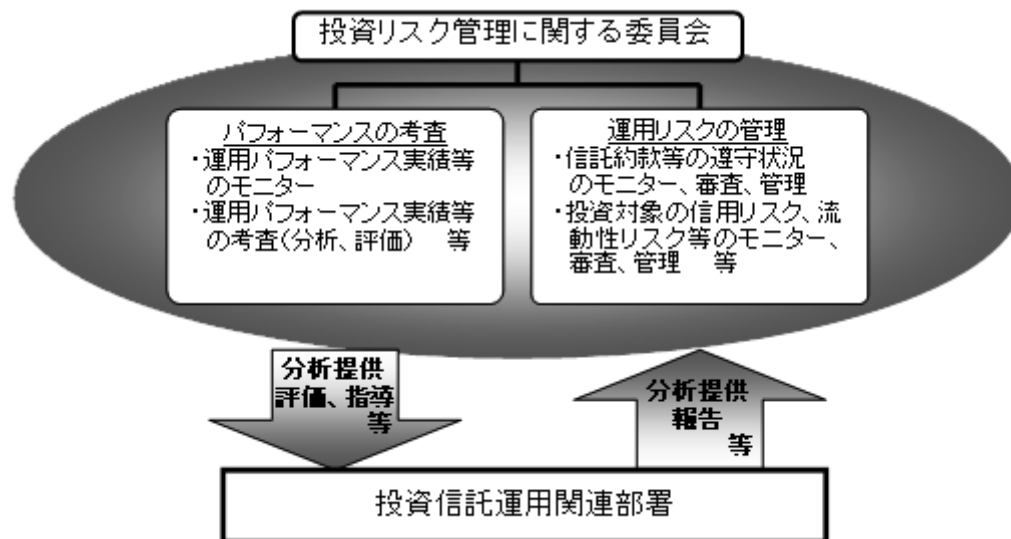 投資リスク管理に関する委員会
パフォーマンスの考査
・運用パフォーマンス実績等
のモニター
・運用パフォーマンス実績等
の考査(分析、評価) 等
運用リスクの管理
・信託約款等の遵守状況
のモニター、審査、管理
・投資対象の信用リスク、流
動性リスク等のモニター、
審査、管理 等
分析提供
評価、指導
等
分析提供
報告
等
投資信託運用関連部署